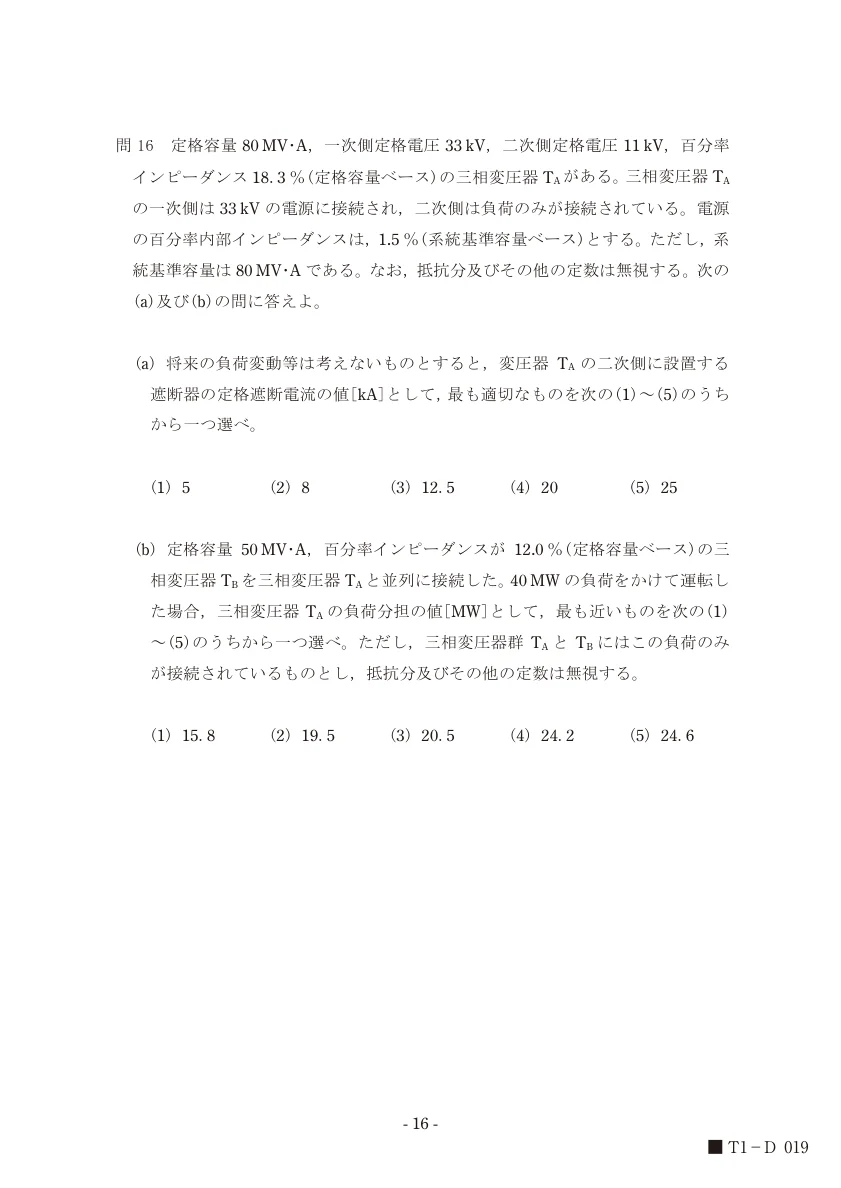 問 16 定格容量 80 MV・A，一次側定格電圧 33 kV，二次側定格電圧 11 kV，百分率
インピーダンス 18. 3 ％(定格容量ベース)の三相変圧器 TAがある。三相変圧器 TA
の一次側は 33 kV の電源に接続され，二次側は負荷のみが接続されている。電源
の百分率内部インピーダンスは，1.5 ％(系統基準容量ベース)とする。ただし，系
統基準容量は 80 MV・A である。なお，抵抗分及びその他の定数は無視する。次の
(a)及び(b)の問に答えよ。
(a) 将来の負荷変動等は考えないものとすると，変圧器 TA の二次側に設置する
遮断器の定格遮断電流の値[kA]として，最も適切なものを次の(1)～(5)のうち
から一つ選べ。
(1) 5 (2) 8 (3) 12. 5 (4) 20 (5) 25
(b) 定格容量 50 MV・A，百分率インピーダンスが 12.0 ％(定格容量ベース)の三
相変圧器 TB を三相変圧器 TA と並列に接続した。40 MW の負荷をかけて運転し
た場合，三相変圧器 TA の負荷分担の値[MW]として，最も近いものを次の(1)
～(5)のうちから一つ選べ。ただし，三相変圧器群 TA と TB にはこの負荷のみ
が接続されているものとし，抵抗分及びその他の定数は無視する。
(1) 15. 8 (2) 19. 5 (3) 20. 5 (4) 24. 2 (5) 24. 6
- 16 -
■ T1－D 019